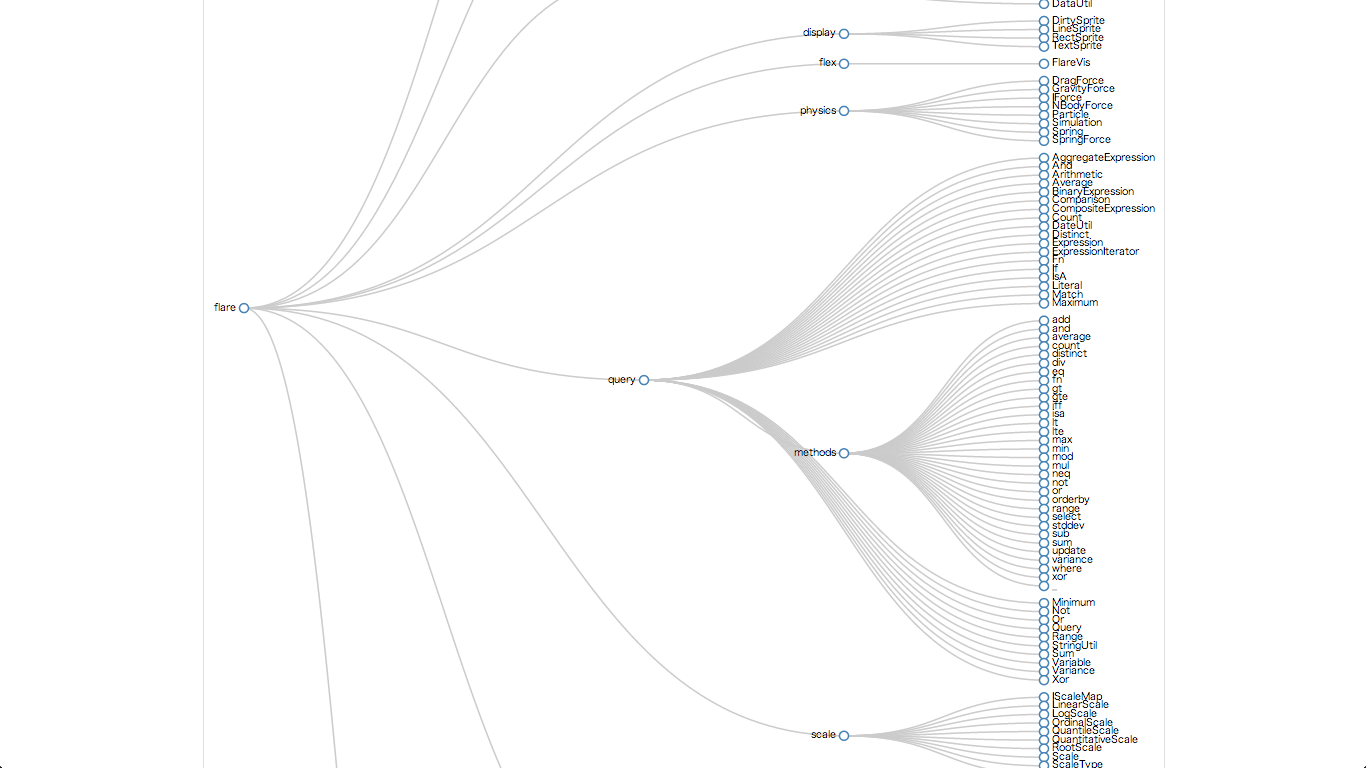 DataUtil
DirtySprite
LineSprite
RectSprite
TextSprite
display
flex
FlareVis
DragForce
GravityForce
IForce
NBodyForce
Particle
Simulation
Spring
SpringForce
physics
AggregateExpression
And
Arithmetic
Average
BinaryExpression
Comparison
CompositeExpression
Count
DateUtil
Distinct
Expression
ExpressionIterator
Fn
If
IsA
Literal
Match
Maximum
flare
query
add
and
average
count
distinct
div
eq
fn
gt
gte
iff
isa
lt
lte
max
min
mod
mul
neq
not
or
orderby
range
select
stddev
sub
sum
update
variance
where
xor
_
methods
Minimum
Not
Or
Query
Range
StringUtil
Sum
Variable
Variance
Xor
IScaleMap
LinearScale
LogScale
OrdinalScale
QuantileScale
QuantitativeScale
RootScale
Scale
ScaleType
scale